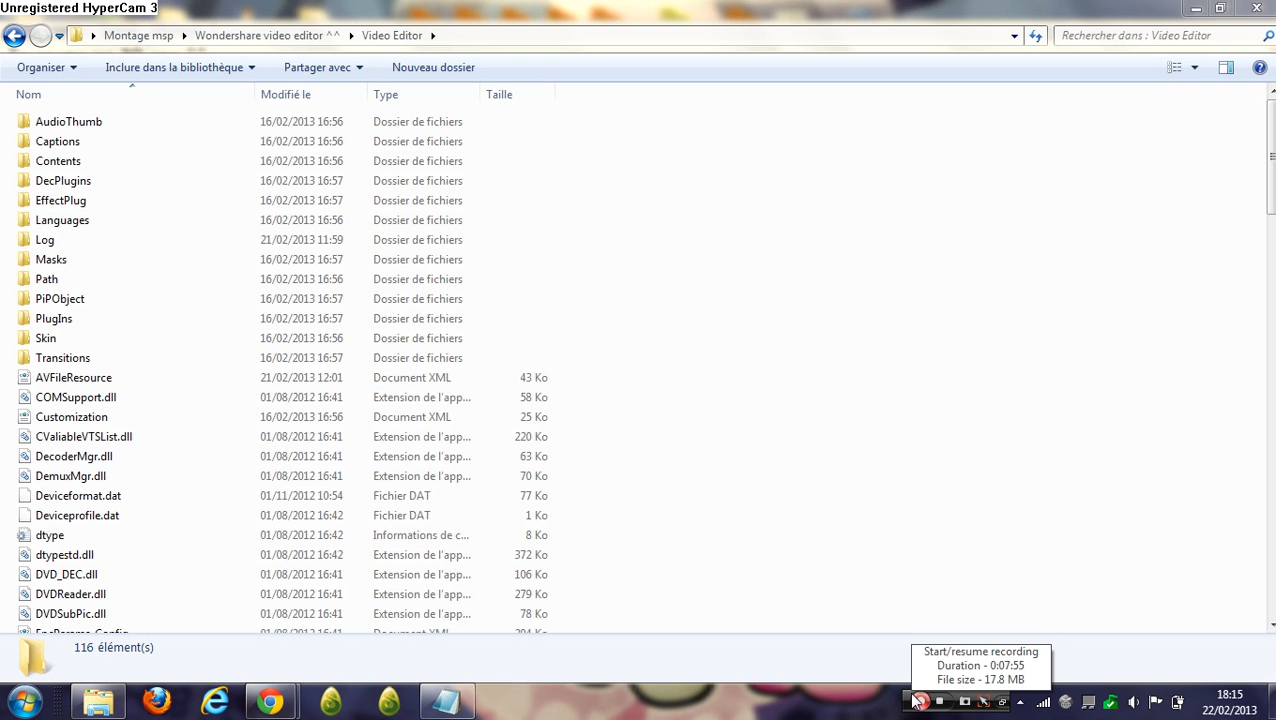 Unregistered HyperCam 3
Montage msp Wondershare video editor ^^ Video Editor
Rechercher dans : Video Editor
Organiser Inclure dans la bibliothèque Partager avec Nouveau dossier
Nom Modifié le Type Taille
AudioThumb 16/02/2013 16:56 Dossier de fichiers
Captions 16/02/2013 16:56 Dossier de fichiers
Contents 16/02/2013 16:56 Dossier de fichiers
DecPlugins 16/02/2013 16:57 Dossier de fichiers
EffectPlug 16/02/2013 16:57 Dossier de fichiers
Languages 16/02/2013 16:56 Dossier de fichiers
Log 21/02/2013 11:59 Dossier de fichiers
Masks 16/02/2013 16:57 Dossier de fichiers
Path 16/02/2013 16:56 Dossier de fichiers
PiPObject 16/02/2013 16:57 Dossier de fichiers
PlugIns 16/02/2013 16:57 Dossier de fichiers
Skin 16/02/2013 16:56 Dossier de fichiers
Transitions 16/02/2013 16:57 Dossier de fichiers
AVFileResource 21/02/2013 12:01 Document XML 43 Ko
COMSupport.dll 01/08/2012 16:41 Extension de l'app... 58 Ko
Customization 16/02/2013 16:56 Document XML 25 Ko
CValiableVTSList.dll 01/08/2012 16:41 Extension de l'app... 220 Ko
DecoderMgr.dll 01/08/2012 16:41 Extension de l'app... 63 Ko
DemuxMgr.dll 01/08/2012 16:41 Extension de l'app... 70 Ko
Deviceformat.dat 01/11/2012 10:54 Fichier DAT 77 Ko
Deviceprofile.dat 01/08/2012 16:42 Fichier DAT 1 Ko
dtype 01/08/2012 16:42 Informations de c... 8 Ko
dtypestd.dll 01/08/2012 16:42 Extension de l'app... 372 Ko
DVD_DEC.dll 01/08/2012 16:41 Extension de l'app... 106 Ko
DVDReader.dll 01/08/2012 16:41 Extension de l'app... 279 Ko
DVDSubPic.dll 01/08/2012 16:41 Extension de l'app... 78 Ko
116 élément(s)
Start/resume recording
Duration - 0:07:55
File size - 17.8 MB
18:15
22/02/2013